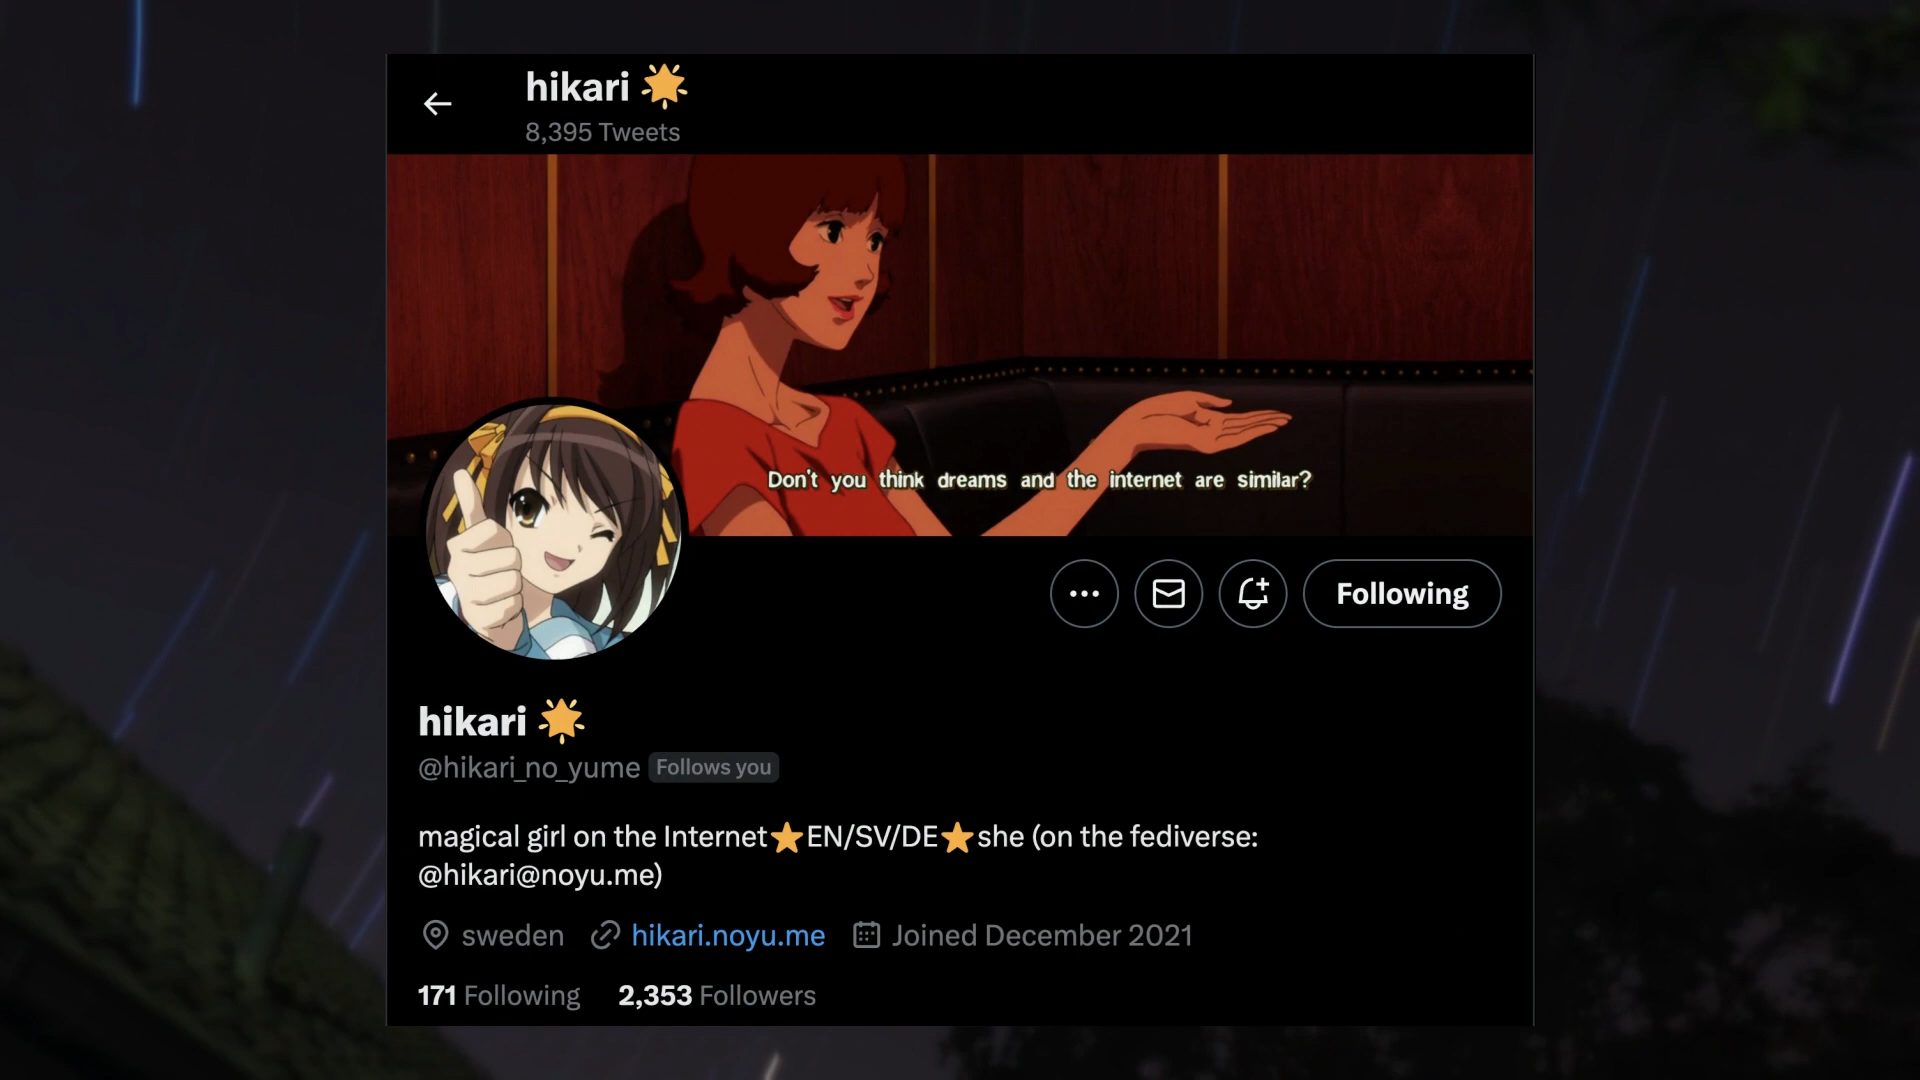 hikari 🌟
8,395 Tweets
Don't you think dreams and the internet are similar?
Following
hikari 🌟
@hikari_no_yume Follows you
magical girl on the Internet⭐EN/SV/DE⭐she (on the fediverse:
@hikari@noyu.me)
sweden hikari.noyu.me Joined December 2021
171 Following 2,353 Followers